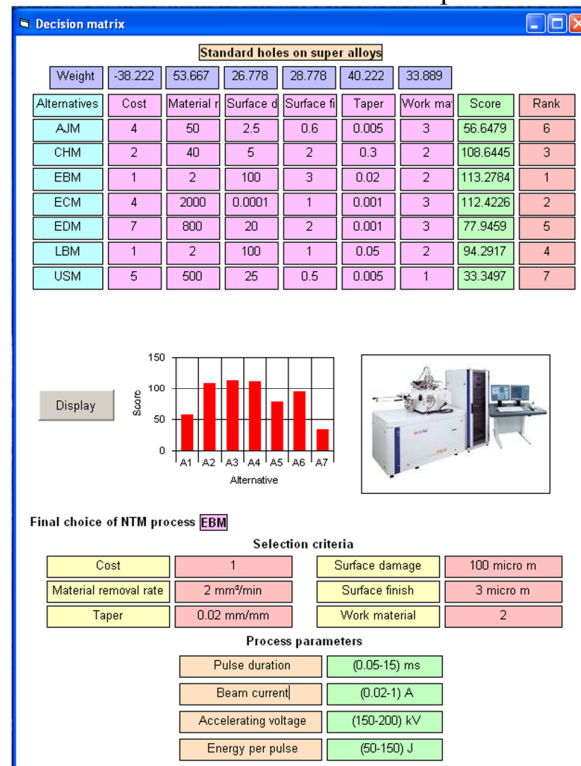 Decision matrix
Standard holes on super alloys
Weight -38.222 53.667 26.778 28.778 40.222 33.889
Alternatives Cost Material r Surface d Surface fi Taper Work mat Score Rank
AJM 4 50 2.5 0.6 0.005 3 56.6479 6
CHM 2 40 5 2 0.3 2 108.6445 3
EBM 1 2 100 3 0.02 2 113.2784 1
ECM 4 2000 0.0001 1 0.001 3 112.4226 2
EDM 7 800 20 2 0.001 3 77.9459 5
LBM 1 2 100 1 0.05 2 94.2917 4
USM 5 500 25 0.5 0.005 1 33.3497 7
Display
Score
150
100
50
0
A1 A2 A3 A4 A5 A6 A7
Alternative
Final choice of NTM process EBM
Selection criteria
Cost 1 Surface damage 100 micro m
Material removal rate 2 mm³/min Surface finish 3 micro m
Taper 0.02 mm/mm Work material 2
Process parameters
Pulse duration (0.05-15) ms
Beam current (0.02-1) A
Accelerating voltage (150-200) kV
Energy per pulse (50-150) J